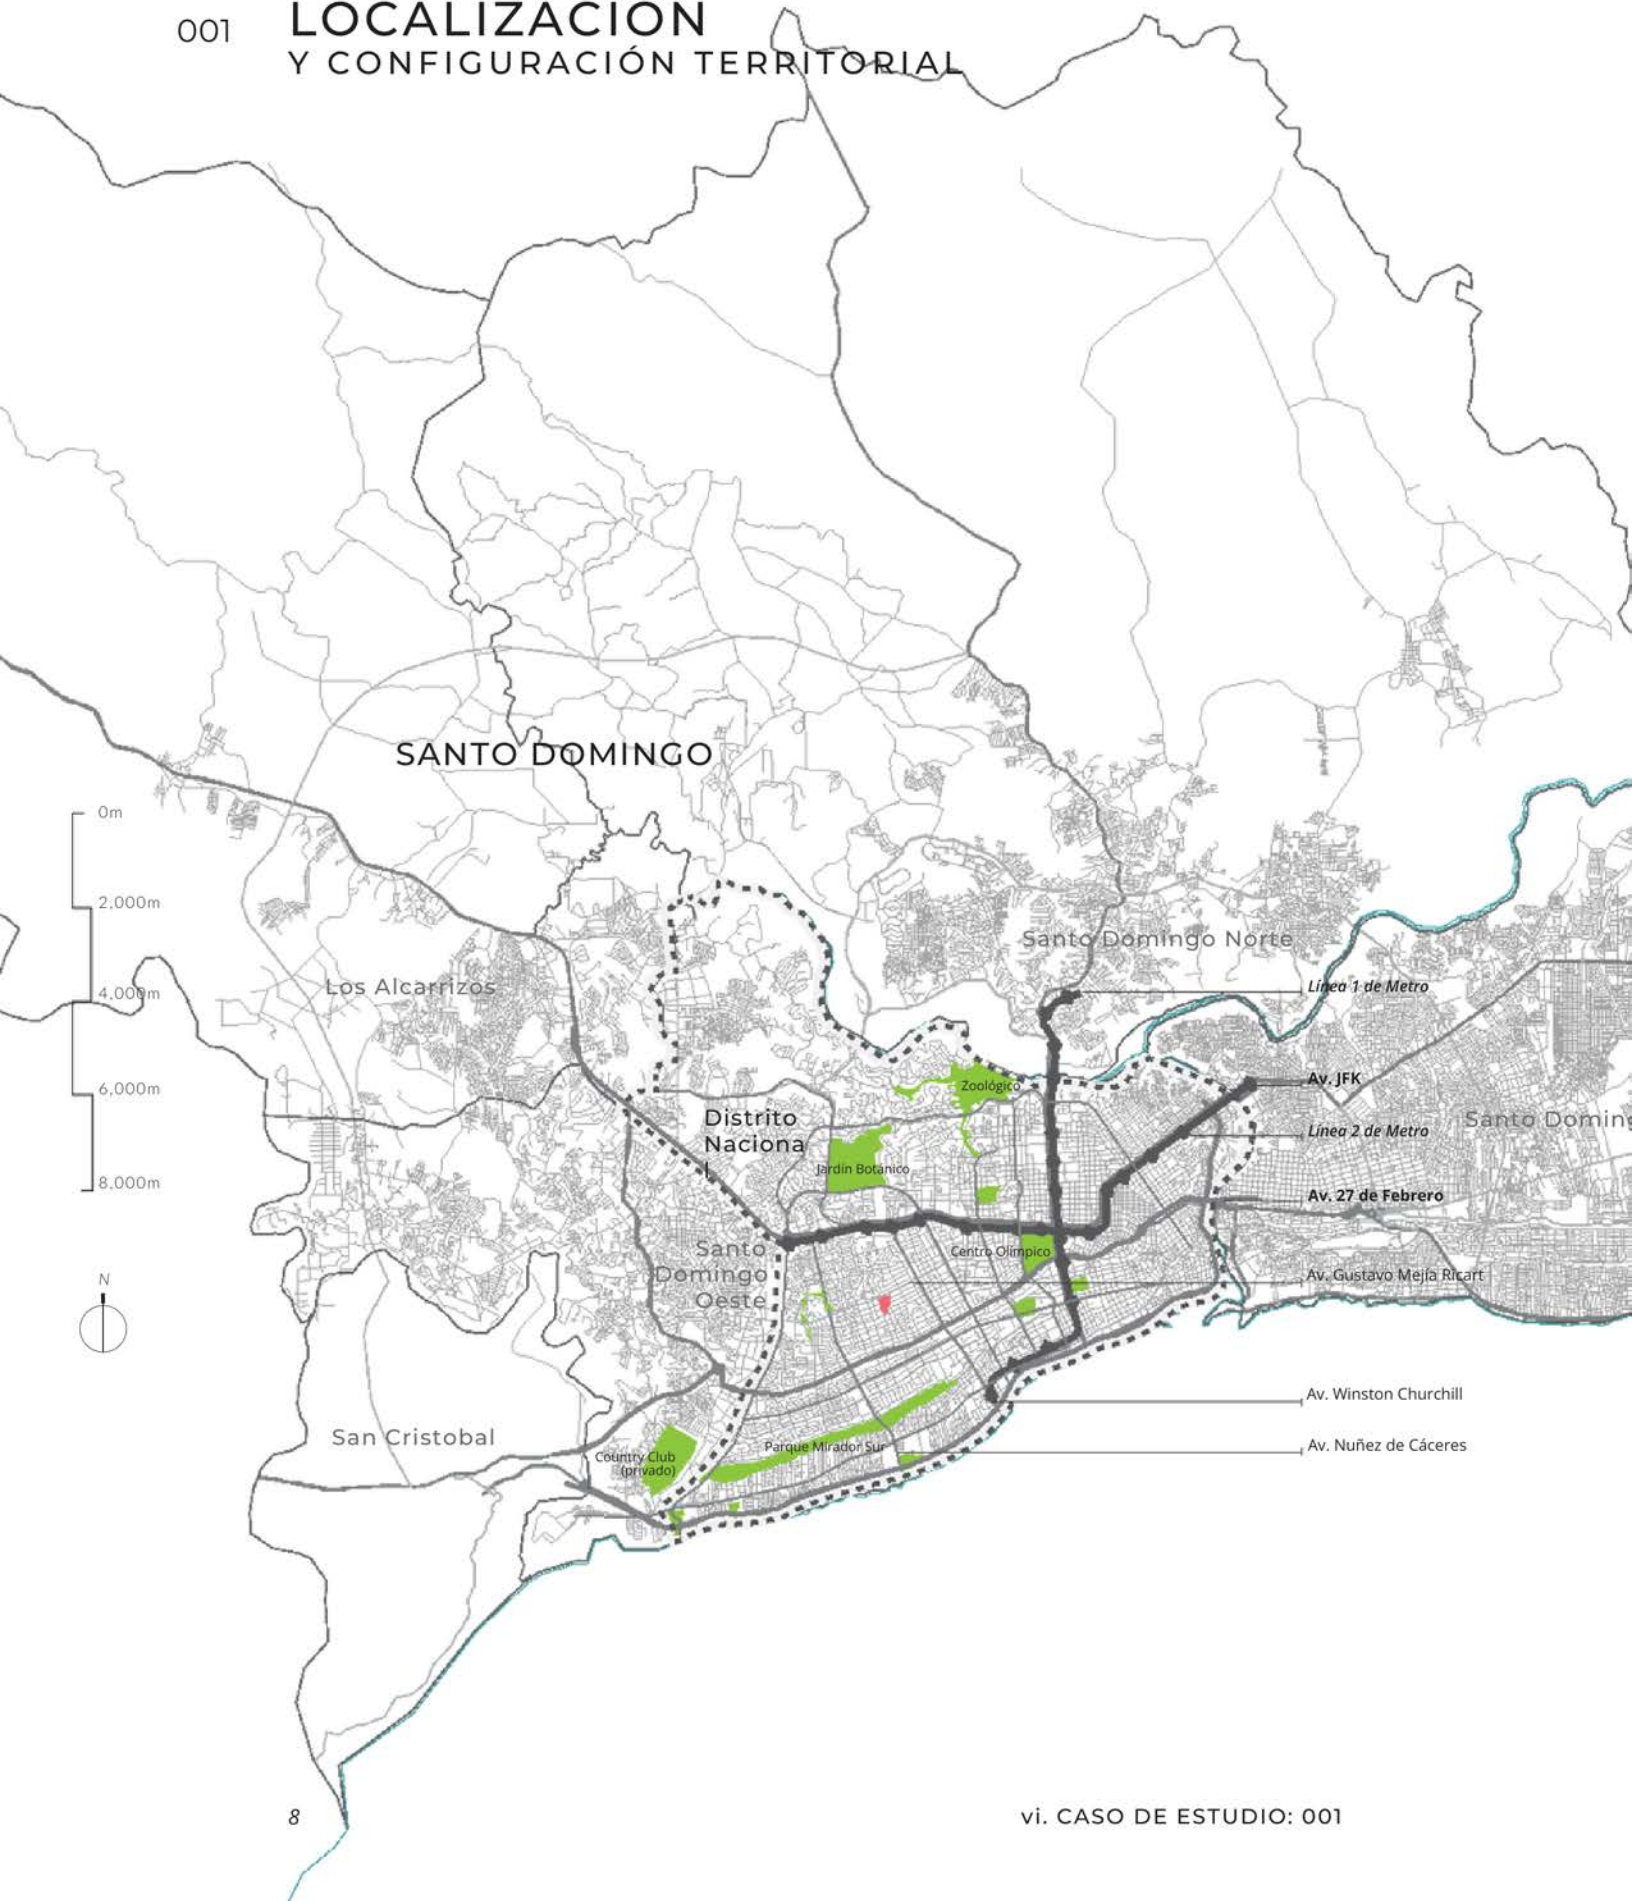 001
LOCALIZACIÓN
Y CONFIGURACIÓN TERRITORIAL
SANTO DOMINGO
0m
2.000m
Santo Domingo Norte
Los Alcarrizos
4.000m
Línea 1 de Metro
6,000m
Zoológico
Av. JFK
Distrito
Naciona
l
Santo Doming
Línea 2 de Metro
Jardín Botánico
8.000m
Av. 27 de Febrero
Santo
Domingo
Oeste
Centro Olímpico
N
Av. Gustavo Mejía Ricart
Av. Winston Churchill
San Cristobal
Country Club
(privado)
Parque Mirador Sur
Av. Nuñez de Cáceres
8
vi. CASO DE ESTUDIO: 001